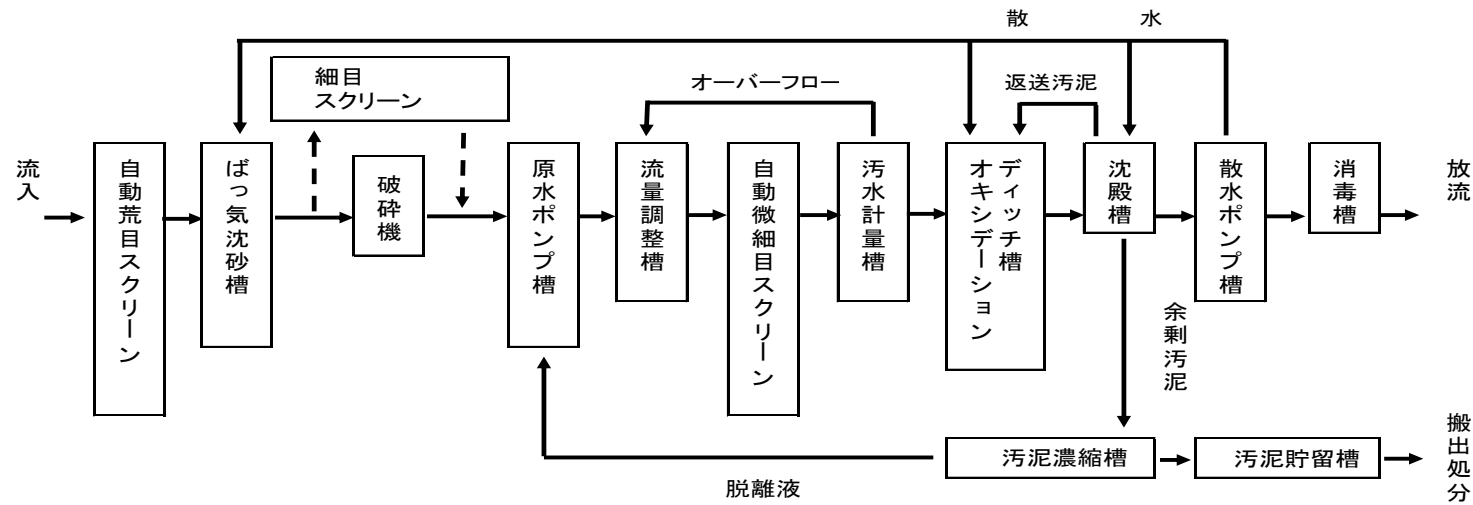 散　水
細目
スクリーン
オーバーフロー
返送汚泥
流入
自動荒目スクリーン
ばっ気沈砂槽
破砕機
原水ポンプ槽
流量調整槽
自動微細目スクリーン
汚水計量槽
ディッチ槽
オキシデーション
沈殿槽
散水ポンプ槽
消毒槽
放流
余剰汚泥
汚泥濃縮槽
汚泥貯留槽
搬出処分
脱離液